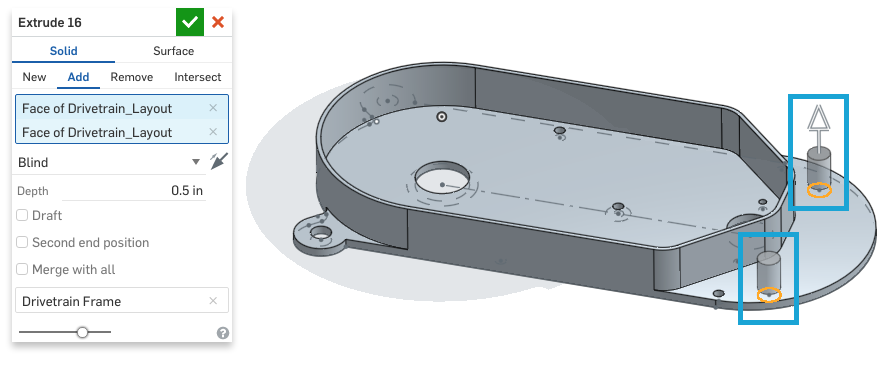 Extrude 16
Solid Surface
New Add Remove Intersect
Face of Drivetrain_Layout
Face of Drivetrain_Layout
Blind
Depth 0.5 in
Draft
Second end position
Merge with all
Drivetrain Frame
?